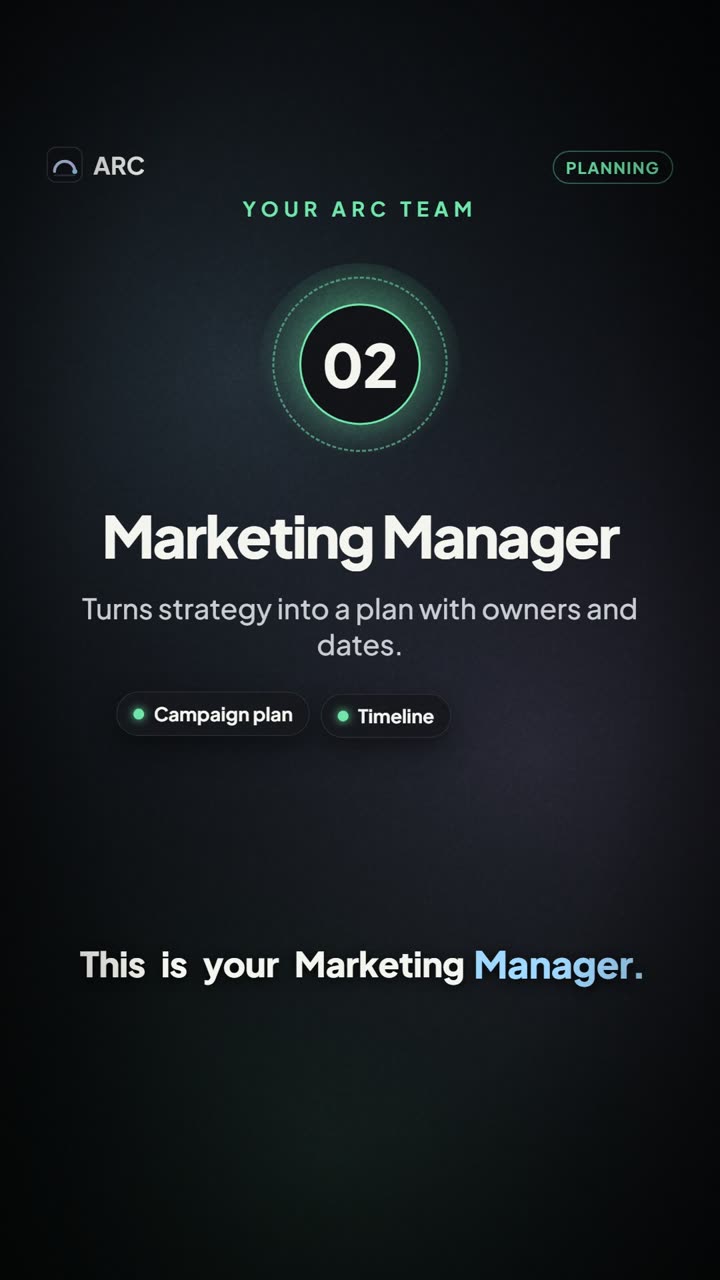 ARC
PLANNING
YOUR ARC TEAM
02
Marketing Manager
Turns strategy into a plan with owners and
dates.
Campaign plan
Timeline
This is your Marketing Manager.